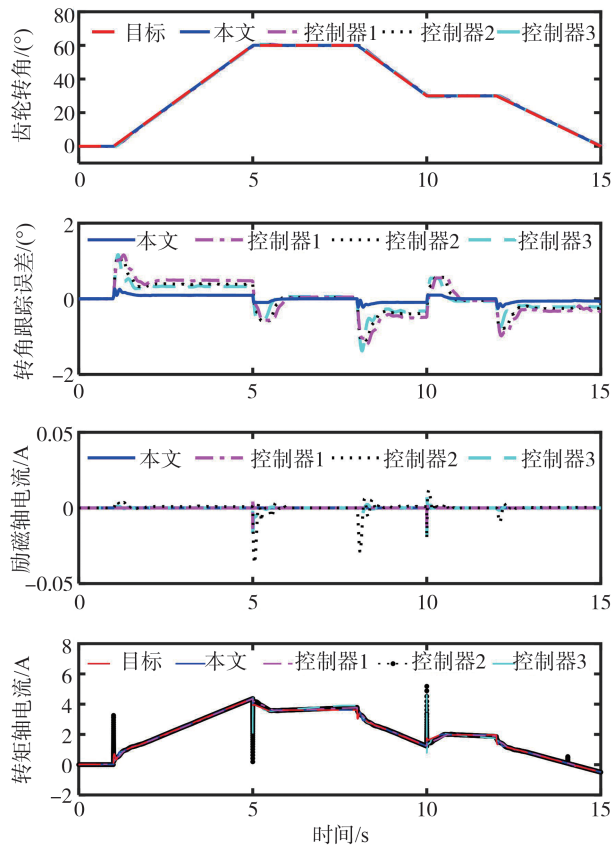 齿轮转角/(°)
60
40
20
0
目标 本文 控制器1 控制器2 控制器3
0 5 10 15
转角跟踪误差/(°)
2
0
−2
本文 控制器1 控制器2 控制器3
0 5 10 15
励磁轴电流/A
0.05
0
−0.05
本文 控制器1 控制器2 控制器3
0 5 10 15
转矩轴电流/A
8
6
4
2
0
−2
目标 本文 控制器1 控制器2 控制器3
0 5 10 15
时间/s